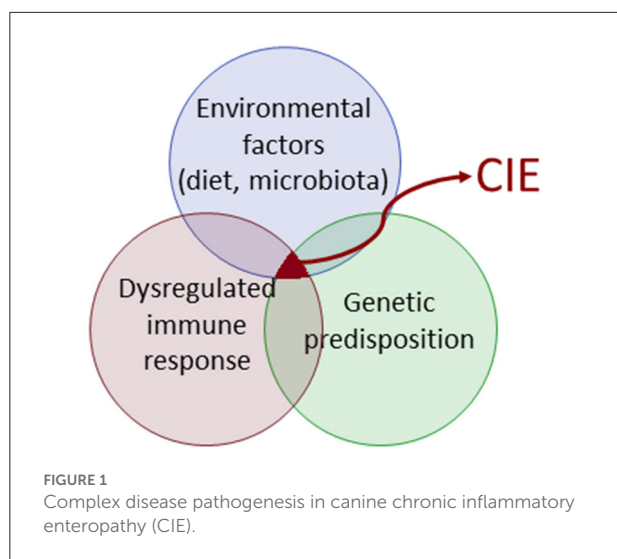 Environmental
factors
(diet, microbiota)
CIE
Dysregulated
immune
response
Genetic
predisposition
FIGURE 1
Complex disease pathogenesis in canine chronic inflammatory
enteropathy (CIE).